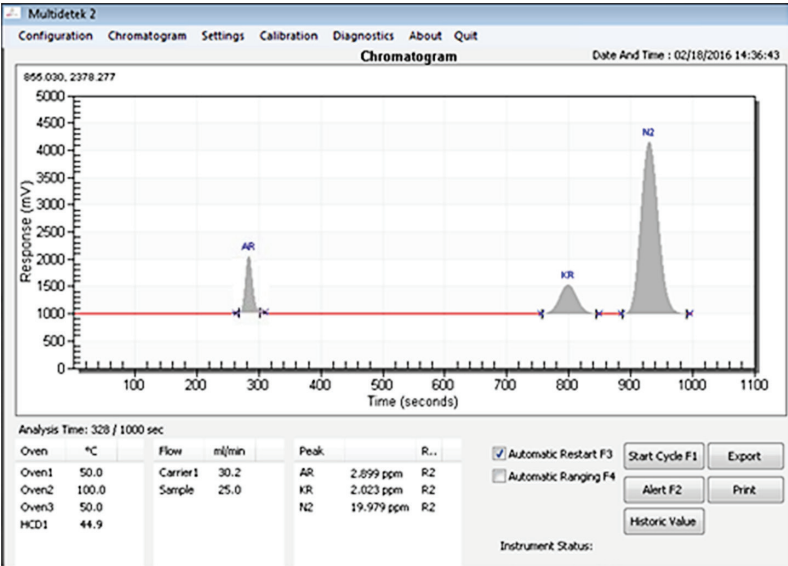 Multidetek 2
Configuration Chromatogram Settings Calibration Diagnostics About Quit
Chromatogram Date And Time : 02/18/2016 14:36:43
855.030, 2378.277
5000
4500
4000
3500
3000
2500
2000
1500
1000
500
0
Response (mV)
AR
KR
N2
100 200 300 400 500 600 700 800 900 1000 1100
Time (seconds)
Analysis Time: 328 / 1000 sec
Oven °C Flow ml/min Peak R..
Oven1 50.0 Carrier1 30.2 AR 2.899 ppm R2
Oven2 100.0 Sample 25.0 KR 2.023 ppm R2
Oven3 50.0 N2 19.979 ppm R2
HCD1 44.9
Automatic Restart F3 Start Cycle F1 Export
Automatic Ranging F4 Alert F2 Print
Historic Value
Instrument Status: